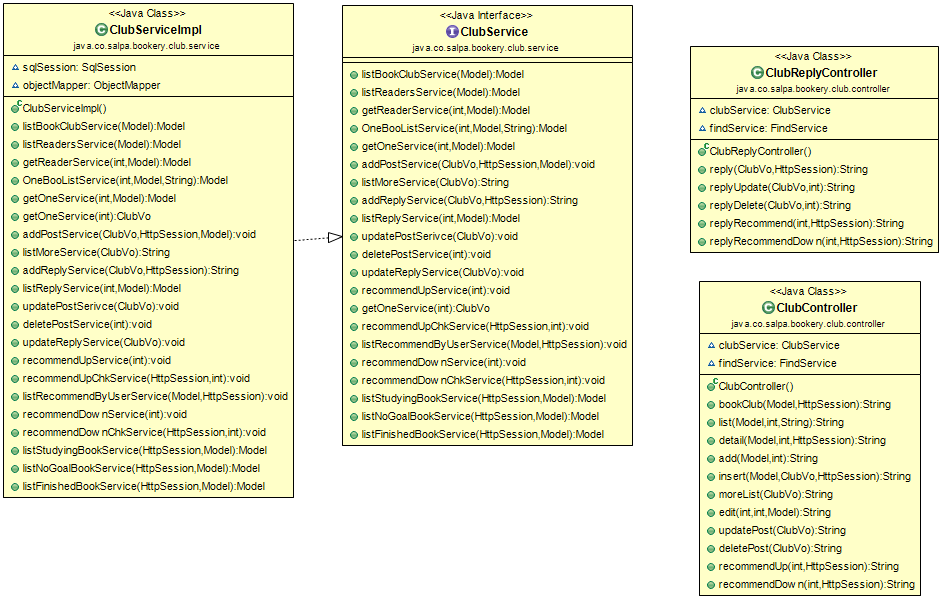 <<Java Class>>
ClubServiceImpl
java.co.salpa.bookery.club.service
sqlSession: SqlSession
objectMapper: ObjectMapper
ClubServiceImpl()
listBookClubService(Model):Model
listReadersService(Model):Model
getReaderService(int,Model):Model
OneBooListService(int,Model,String):Model
getOneService(int,Model):Model
getOneService(int):ClubVo
addPostService(ClubVo,HttpSession,Model):void
listMoreService(ClubVo):String
addReplyService(ClubVo,HttpSession):String
listReplyService(int,Model):Model
updatePostSerivce(ClubVo):void
deletePostService(int):void
updateReplyService(ClubVo):void
recommendUpService(int):void
recommendUpChkService(HttpSession,int):void
listRecommendByUserService(Model,HttpSession):void
recommendDownService(int):void
recommendDownChkService(HttpSession,int):void
listStudyingBookService(HttpSession,Model):Model
listNoGoalBookService(HttpSession,Model):Model
listFinishedBookService(HttpSession,Model):Model
<<Java Interface>>
ClubService
java.co.salpa.bookery.club.service
listBookClubService(Model):Model
listReadersService(Model):Model
getReaderService(int,Model):Model
OneBooListService(int,Model,String):Model
getOneService(int,Model):Model
addPostService(ClubVo,HttpSession,Model):void
listMoreService(ClubVo):String
addReplyService(ClubVo,HttpSession):String
listReplyService(int,Model):Model
updatePostSerivce(ClubVo):void
deletePostService(int):void
updateReplyService(ClubVo):void
recommendUpService(int):void
getOneService(int):ClubVo
recommendUpChkService(HttpSession,int):void
listRecommendByUserService(Model,HttpSession):void
recommendDownService(int):void
recommendDownChkService(HttpSession,int):void
listStudyingBookService(HttpSession,Model):Model
listNoGoalBookService(HttpSession,Model):Model
listFinishedBookService(HttpSession,Model):Model
<<Java Class>>
ClubReplyController
java.co.salpa.bookery.club.controller
clubService: ClubService
findService: FindService
ClubReplyController()
reply(ClubVo,HttpSession):String
replyUpdate(ClubVo,int):String
replyDelete(ClubVo,int):String
replyRecommend(int,HttpSession):String
replyRecommendDown(int,HttpSession):String
<<Java Class>>
ClubController
java.co.salpa.bookery.club.controller
clubService: ClubService
findService: FindService
ClubController()
bookClub(Model,HttpSession):String
list(Model,int,String):String
detail(Model,int,HttpSession):String
add(Model,int):String
insert(Model,ClubVo,HttpSession):String
moreList(ClubVo):String
edit(int,int,Model):String
updatePost(ClubVo):String
deletePost(ClubVo):String
recommendUp(int,HttpSession):String
recommendDown(int,HttpSession):String